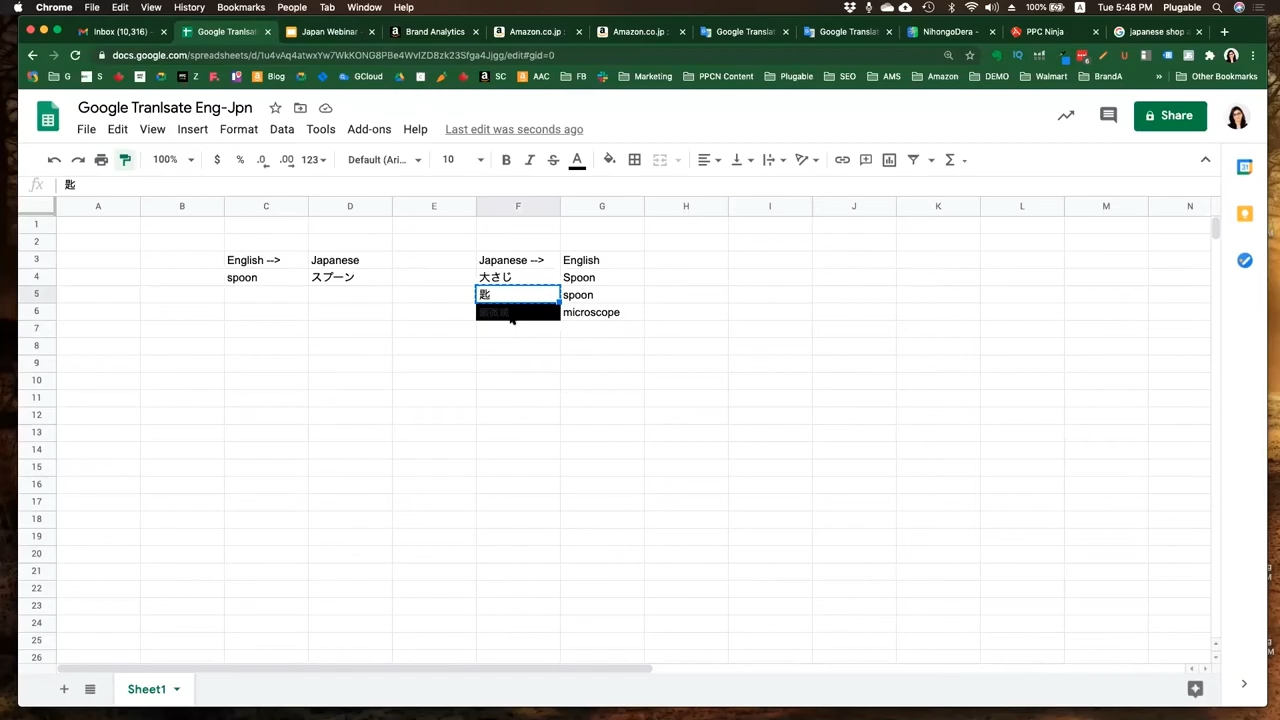 Chrome File Edit View History Bookmarks People Tab Window Help 100% Tue 5:48 PM Plugable
Inbox (10,316) - Google Tranlsate Japan Webinar - Brand Analytics Amazon.co.jp : Amazon.co.jp : Google Translat Google Translat NihongoDera - PPC Ninja japanese shop a
docs.google.com/spreadsheets/d/1u4vAq4atwxYw7WkKONG8PBe4WvIZD8zk23Sfga4Jjgg/edit#gid=0
G S Z Blog GCloud SC AAC FB Marketing PPCN Content Plugable SEO AMS Amazon DEMO Walmart BrandA » Other Bookmarks
Google Tranlsate Eng-Jpn
File Edit View Insert Format Data Tools Add-ons Help Last edit was seconds ago
Share
100% $ % .0 .00 123 Default (Ari... 10 B I S A Σ
fx 匙
A B C D E F G H I J K L M N
1
2
3 English --> Japanese Japanese --> English
4 spoon スプーン 大さじ Spoon
5 匙 spoon
6 microscope
7
8
9
10
11
12
13
14
15
16
17
18
19
20
21
22
23
24
25
26
Sheet1